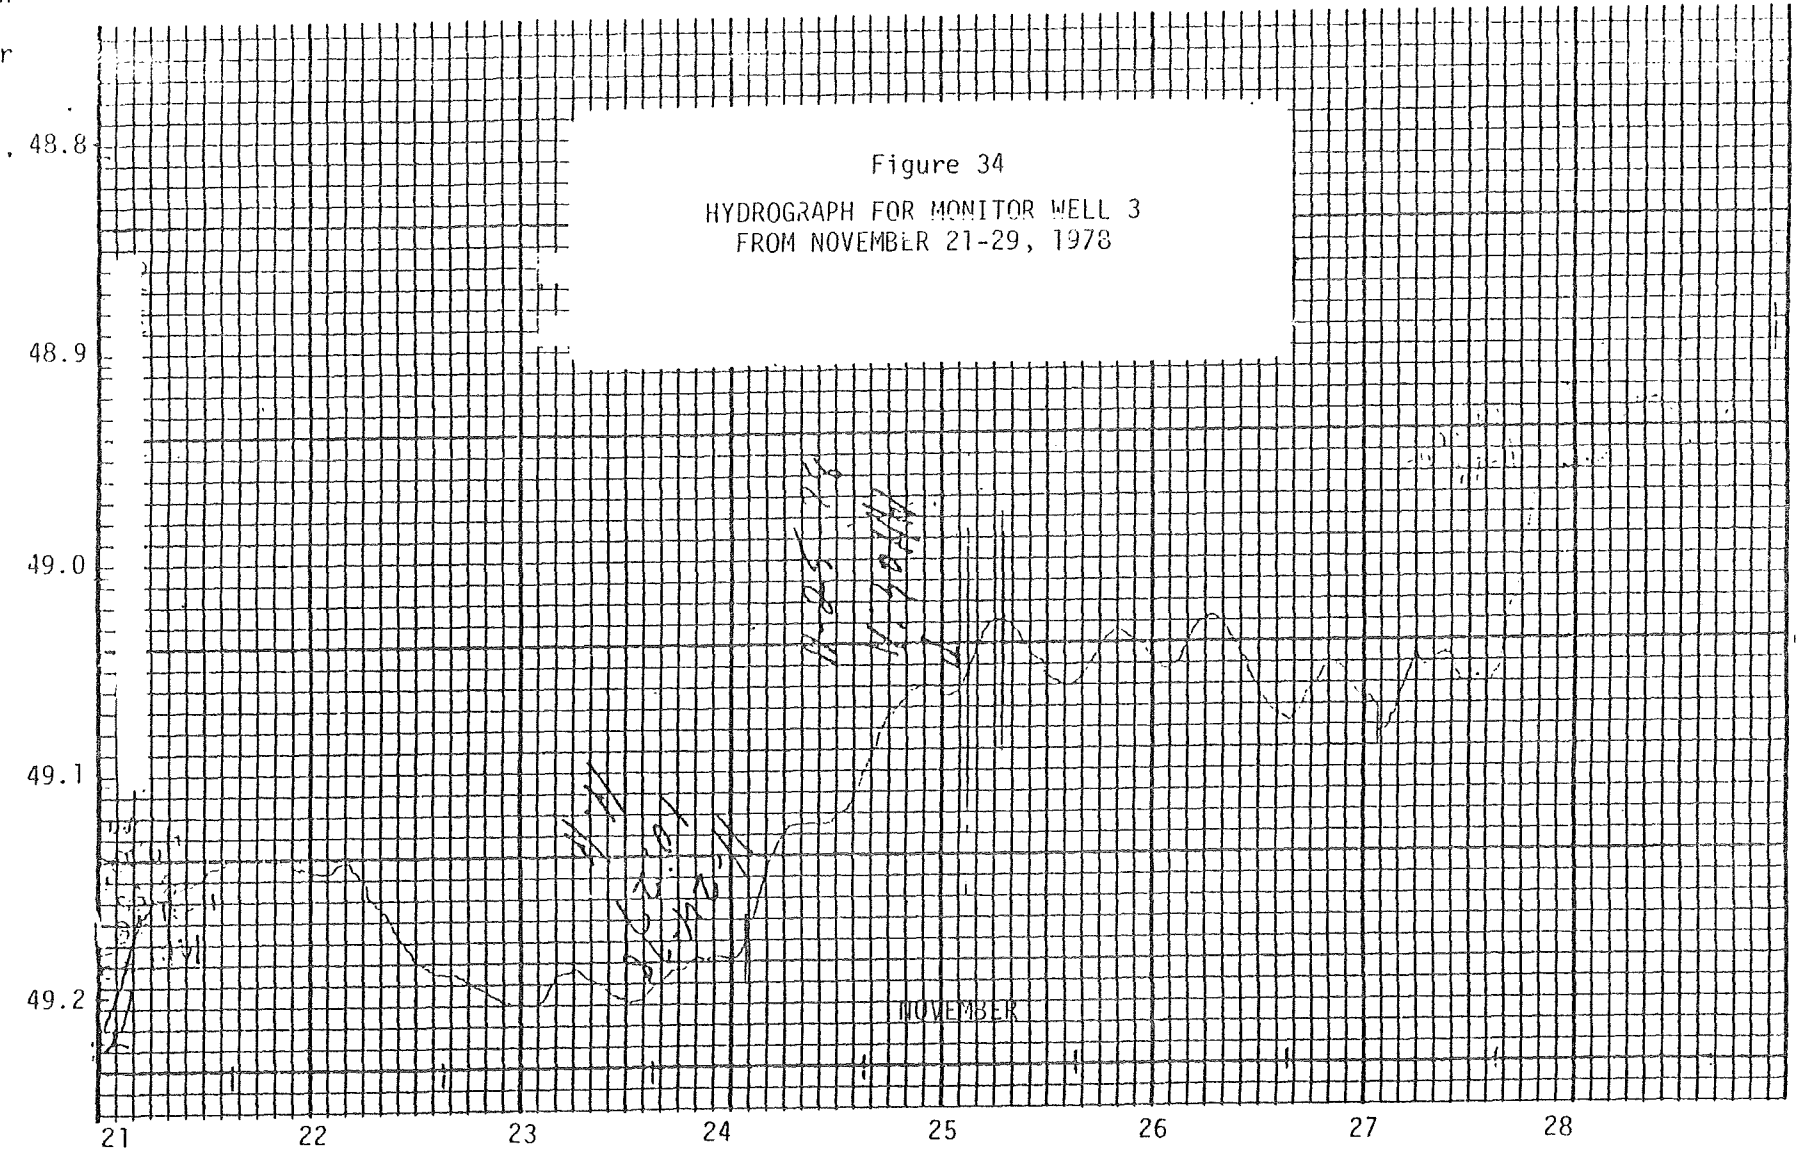 r
Figure 34
HYDROGRAPH FOR MONITOR WELL 3
FROM NOVEMBER 21-29, 1978
48.8
48.9
49.0
49.1
49.2
NOVEMBER
21 22 23 24 25 26 27 28